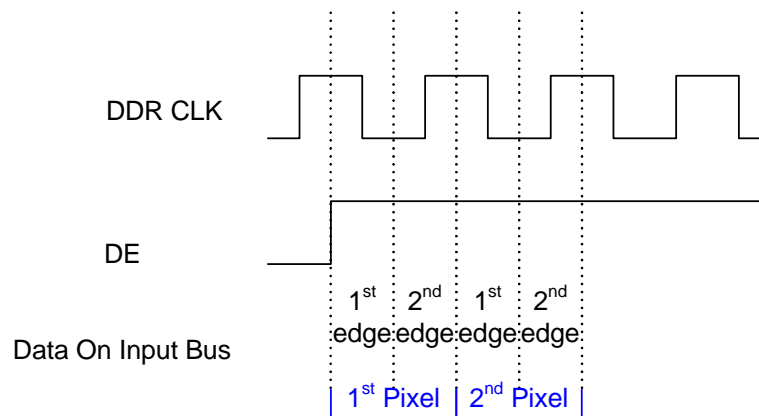 DDR CLK
DE
1st 2nd 1st 2nd
edge edge edge edge
Data On Input Bus
1st Pixel 2nd Pixel